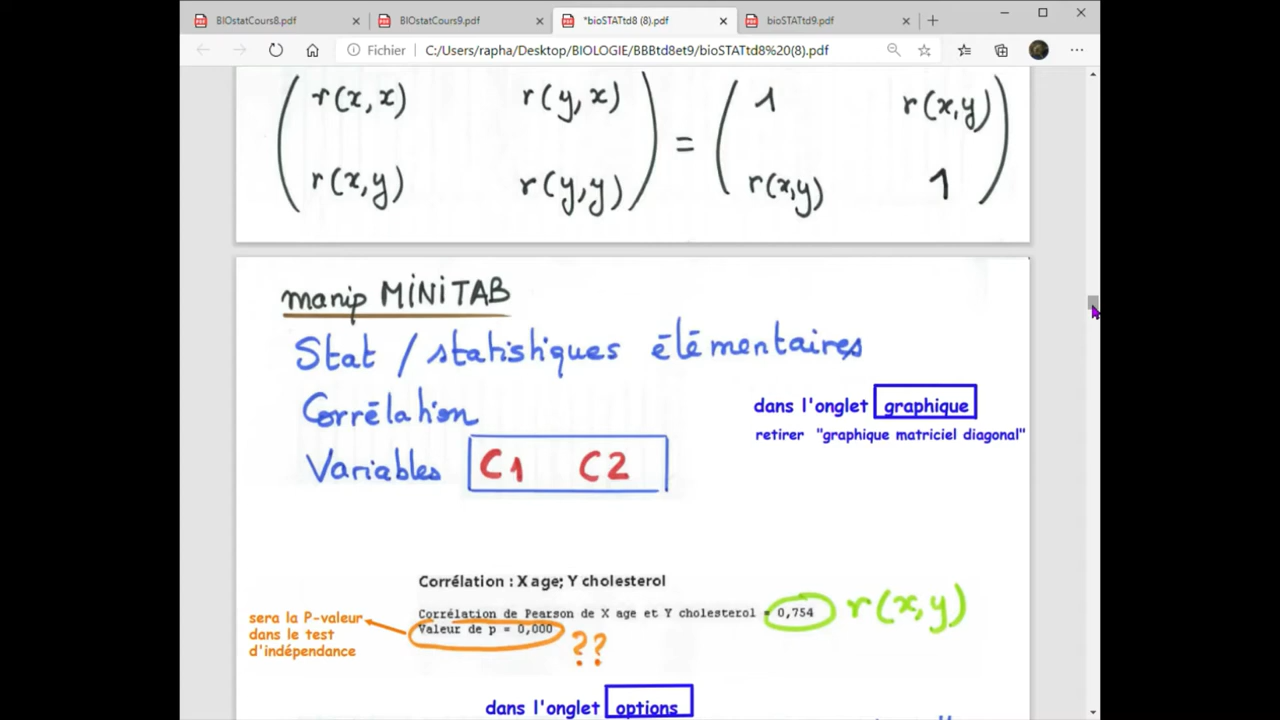 BIOstatCours8.pdf
BIOstatCours9.pdf
*bioSTATtd8 (8).pdf
bioSTATtd9.pdf
Fichier
C:/Users/rapha/Desktop/BIOLOGIE/BBBtd8et9/bioSTATtd8%20(8).pdf
r(x,x) r(y,x) = 1 r(x,y)
r(x,y) r(y,y) r(x,y) 1
manip MINITAB
Stat / statistiques élémentaires
Corrélation
dans l'onglet graphique
retirer "graphique matriciel diagonal"
Variables C1 C2
Corrélation : X age; Y cholesterol
Corrélation de Pearson de X age et Y cholesterol = 0,754 r(x,y)
Valeur de p = 0,000 ??
sera la P-valeur
dans le test
d'indépendance
dans l'onglet options